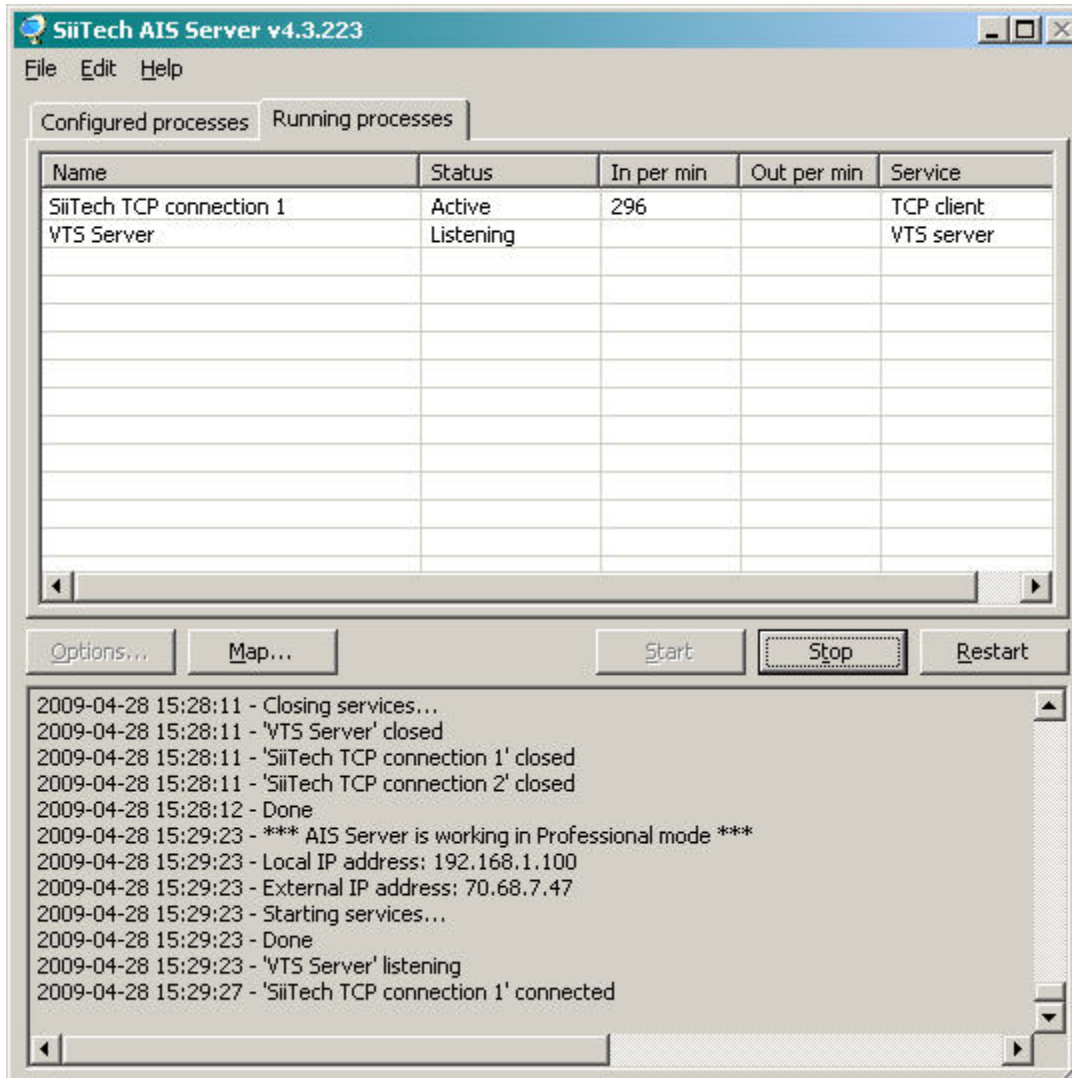 SiiTech AIS Server v4.3.223
File Edit Help
Configured processes Running processes
Name Status In per min Out per min Service
SiiTech TCP connection 1 Active 296 TCP client
VTS Server Listening VTS server
Options... Map... Start Stop Restart
2009-04-28 15:28:11 - Closing services...
2009-04-28 15:28:11 - 'VTS Server' closed
2009-04-28 15:28:11 - 'SiiTech TCP connection 1' closed
2009-04-28 15:28:11 - 'SiiTech TCP connection 2' closed
2009-04-28 15:28:12 - Done
2009-04-28 15:29:23 - *** AIS Server is working in Professional mode ***
2009-04-28 15:29:23 - Local IP address: 192.168.1.100
2009-04-28 15:29:23 - External IP address: 70.68.7.47
2009-04-28 15:29:23 - Starting services...
2009-04-28 15:29:23 - Done
2009-04-28 15:29:23 - 'VTS Server' listening
2009-04-28 15:29:27 - 'SiiTech TCP connection 1' connected